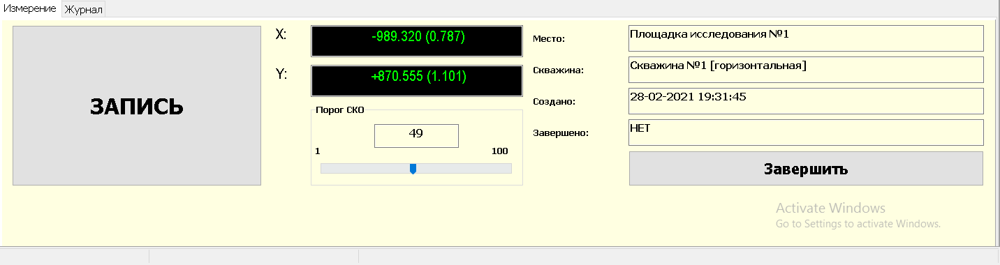 Измерение Журнал
ЗАПИСЬ
X: -989.320 (0.787)
Y: +870.555 (1.101)
Порог СКО
49
1 100
Место: Площадка исследования №1
Скважина: Скважина №1 [горизонтальная]
Создано: 28-02-2021 19:31:45
Завершено: НЕТ
Завершить
Activate Windows
Go to Settings to activate Windows.